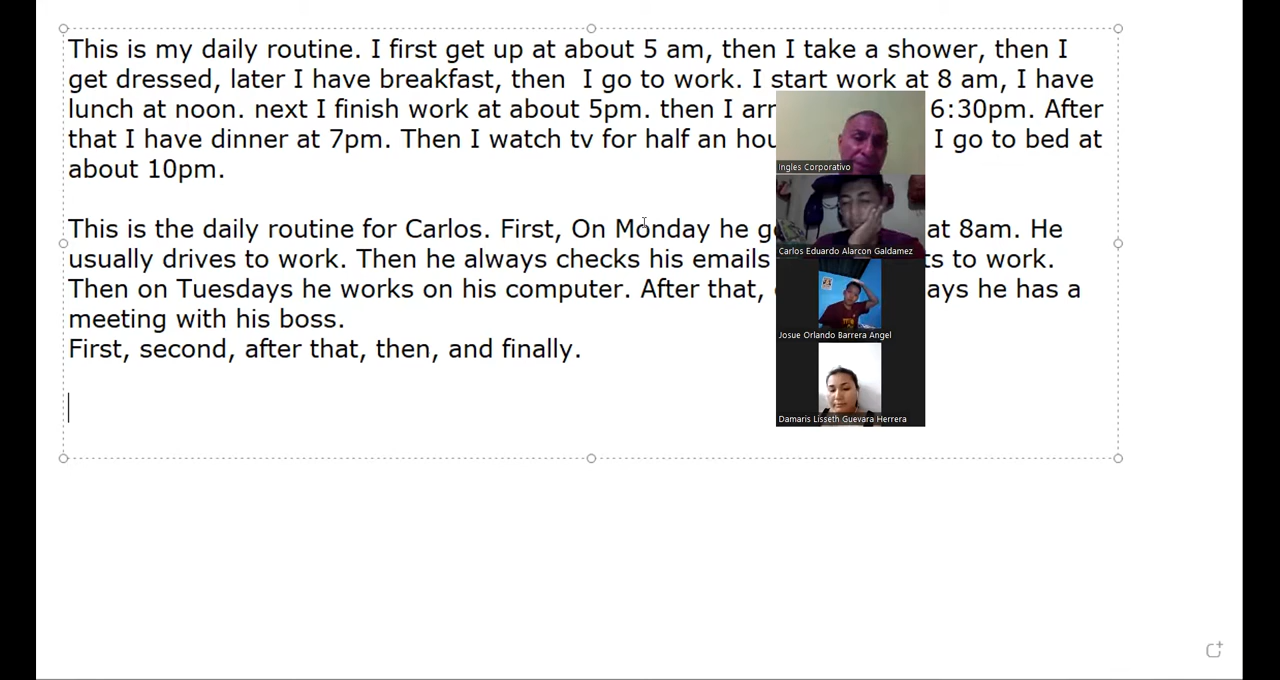 This is my daily routine. I first get up at about 5 am, then I take a shower, then I
get dressed, later I have breakfast, then I go to work. I start work at 8 am, I have
lunch at noon. next I finish work at about 5pm. then I 6:30pm. After
that I have dinner at 7pm. Then I watch tv for half an I go to bed at
about 10pm.
This is the daily routine for Carlos. First, On Monday he at 8am. He
usually drives to work. Then he always checks his emails to work.
Then on Tuesdays he works on his computer. After that, he has a
meeting with his boss.
First, second, after that, then, and finally.
Ingles Corporativo
Carlos Eduardo Alarcon Galdamez
Josue Orlando Barrera Angel
Damaris Lisseth Guevara Herrera